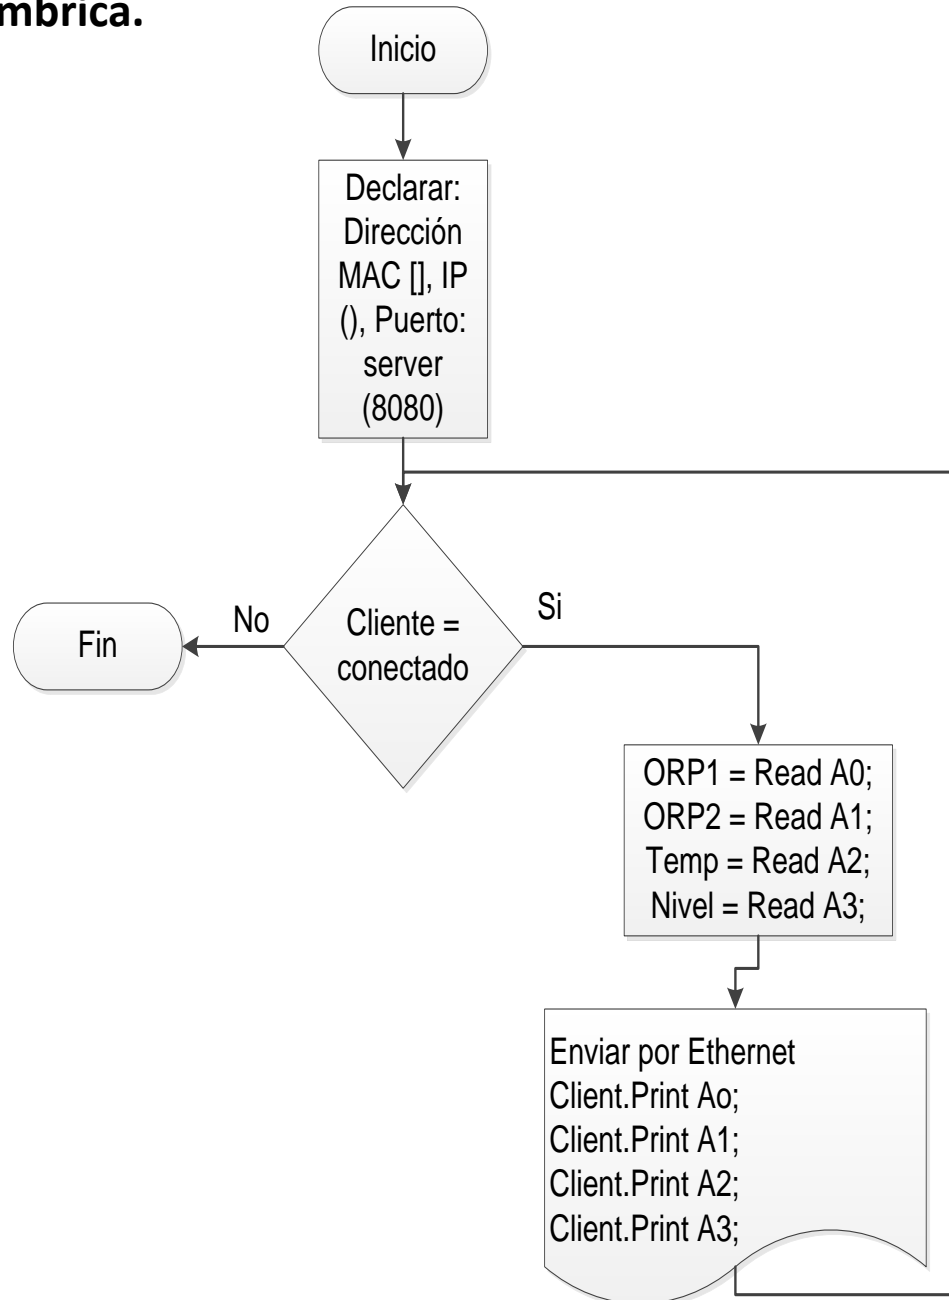 mbrica.
Inicio
Declarar:
Dirección
MAC [], IP
(), Puerto:
server
(8080)
No
Si
Fin
Cliente =
conectado
ORP1 = Read A0;
ORP2 = Read A1;
Temp = Read A2;
Nivel = Read A3;
Enviar por Ethernet
Client.Print Ao;
Client.Print A1;
Client.Print A2;
Client.Print A3;